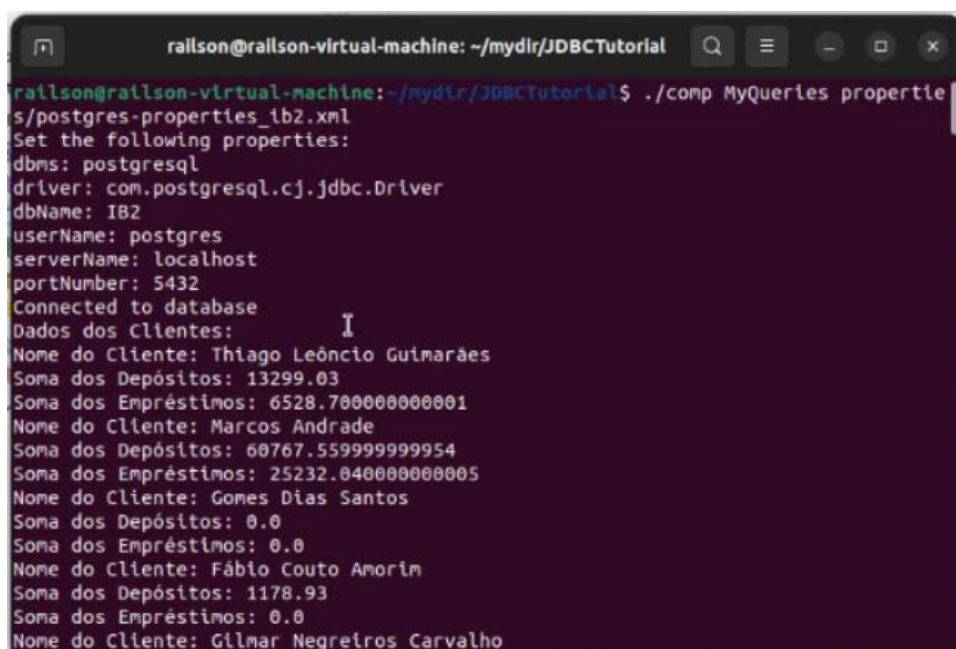 railson@railson-virtual-machine: ~/mydir/JDBCTutorial
railson@railson-virtual-machine:~/mydir/JDBCTutorial$ ./comp MyQueries propertie
s/postgres-properties_ib2.xml
Set the following properties:
dbms: postgresql
driver: com.postgresql.cj.jdbc.Driver
dbName: IB2
userName: postgres
serverName: localhost
portNumber: 5432
Connected to database
Dados dos Clientes:
Nome do Cliente: Thiago Leôncio Guimarães
Soma dos Depósitos: 13299.03
Soma dos Empréstimos: 6528.700000000001
Nome do Cliente: Marcos Andrade
Soma dos Depósitos: 60767.559999999954
Soma dos Empréstimos: 25232.040000000005
Nome do Cliente: Gomes Dias Santos
Soma dos Depósitos: 0.0
Soma dos Empréstimos: 0.0
Nome do Cliente: Fábio Couto Amorim
Soma dos Depósitos: 1178.93
Soma dos Empréstimos: 0.0
Nome do Cliente: Gilmar Negreiros Carvalho